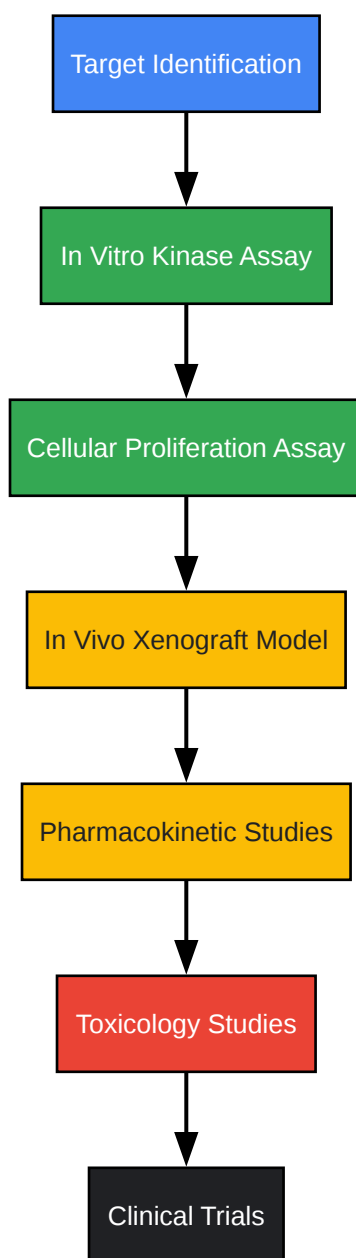 Target Identification
In Vitro Kinase Assay
Cellular Proliferation Assay
In Vivo Xenograft Model
Pharmacokinetic Studies
Toxicology Studies
Clinical Trials